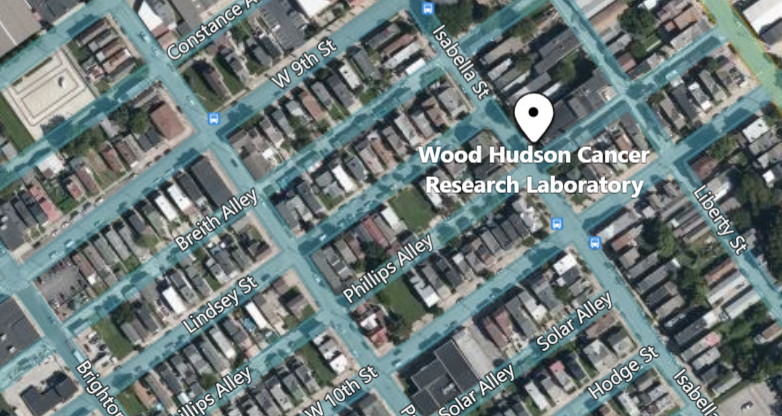 Constance A
W 9th St
Isabella St
Wood Hudson Cancer
Research Laboratory
Breith Alley
Liberty St
Phillips Alley
Lindsey St
Solar Alley
Brighton
illips Alley
W 10th St
Solar Alley
Hodge St
Isabel
P